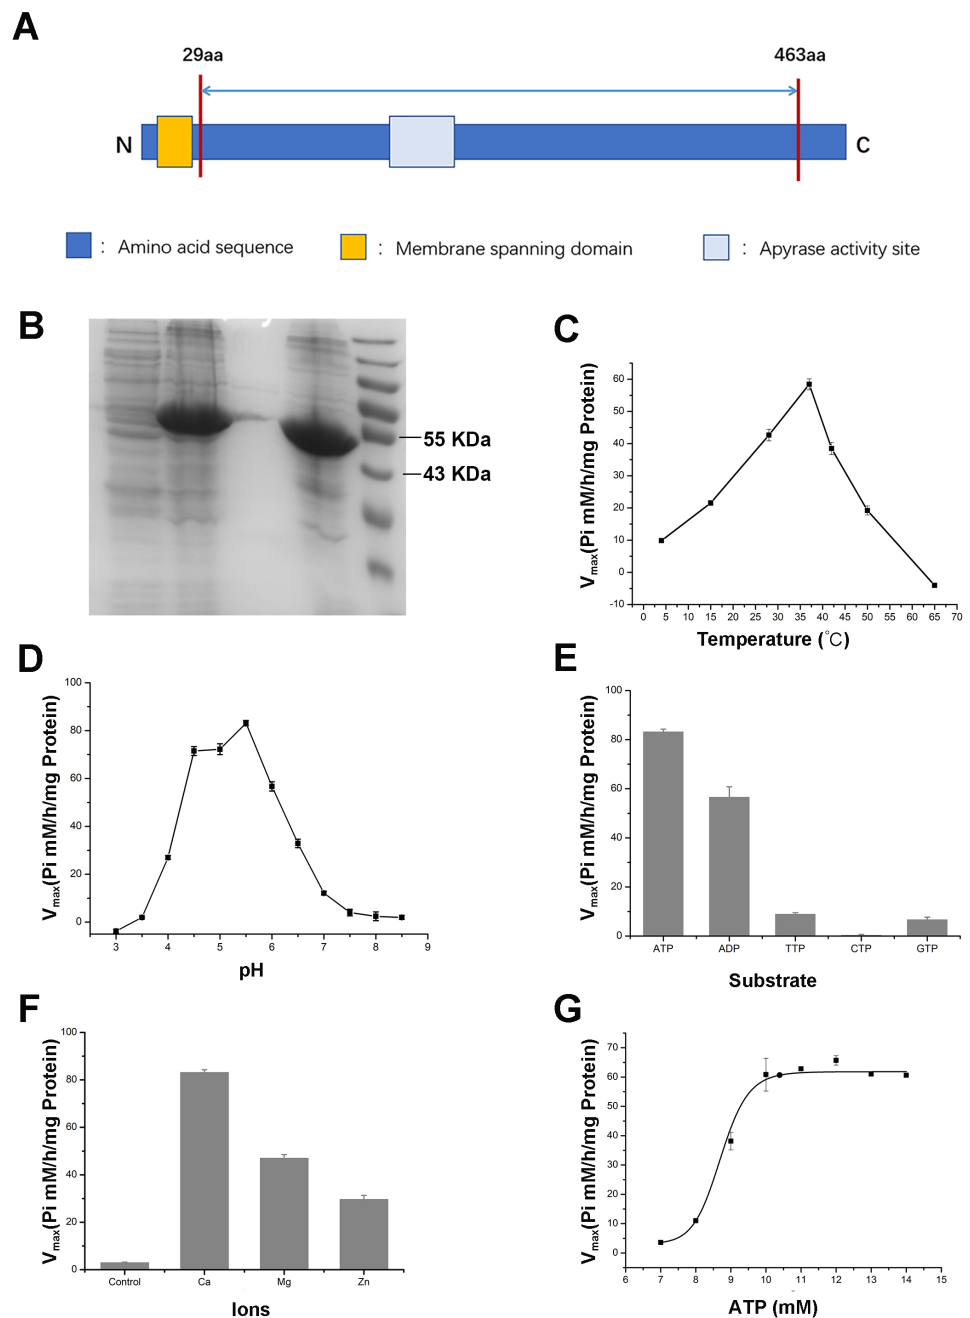 A
29aa
463aa
N
C
: Amino acid sequence
: Membrane spanning domain
: Apyrase activity site
B
55 KDa
43 KDa
C
Vmax(Pi mM/h/mg Protein)
60
50
40
30
20
10
0
-10
0 5 10 15 20 25 30 35 40 45 50 55 60 65 70
Temperature (℃)
D
Vmax(Pi mM/h/mg Protein)
100
80
60
40
20
0
3 4 5 6 7 8 9
pH
E
Vmax(Pi mM/h/mg Protein)
100
80
60
40
20
0
ATP ADP TTP CTP GTP
Substrate
F
Vmax(Pi mM/h/mg Protein)
100
80
60
40
20
0
Control Ca Mg Zn
Ions
G
Vmax(Pi mM/h/mg Protein)
70
60
50
40
30
20
10
0
6 7 8 9 10 11 12 13 14 15
ATP (mM)